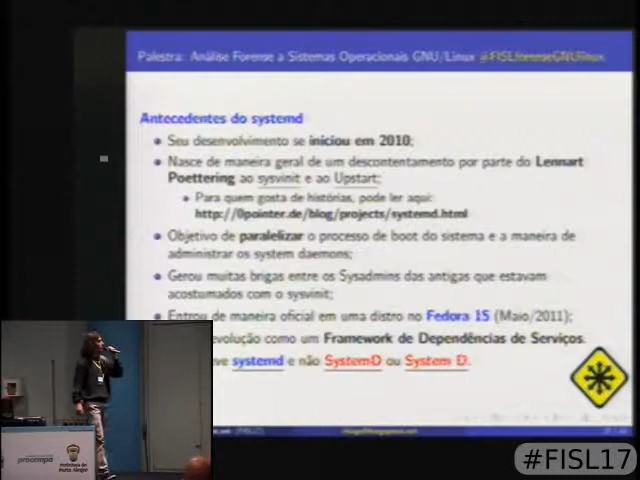 Palestra: Análise Forense a Sistemas Operacionais GNU/Linux @FISLforenseGNUlinux
Antecedentes do systemd
Seu desenvolvimento se iniciou em 2010;
Nasce de maneira geral de um descontentamento por parte do Lennart
Poettering ao sysvinit e ao Upstart;
Para quem gosta de histórias, pode ler aqui:
http://0pointer.de/blog/projects/systemd.html
Objetivo de paralelizar o processo de boot do sistema e a maneira de
administrar os system daemons;
Gerou muitas brigas entre os Sysadmins das antigas que estavam
acostumados com o sysvinit;
Entrou de maneira oficial em uma distro no Fedora 15 (Maio/2011);
evolução como um Framework de Dependências de Serviços.
ve systemd e não SystemD ou System D.
procempa
Prefeitura de
Porto Alegre
#FISL17